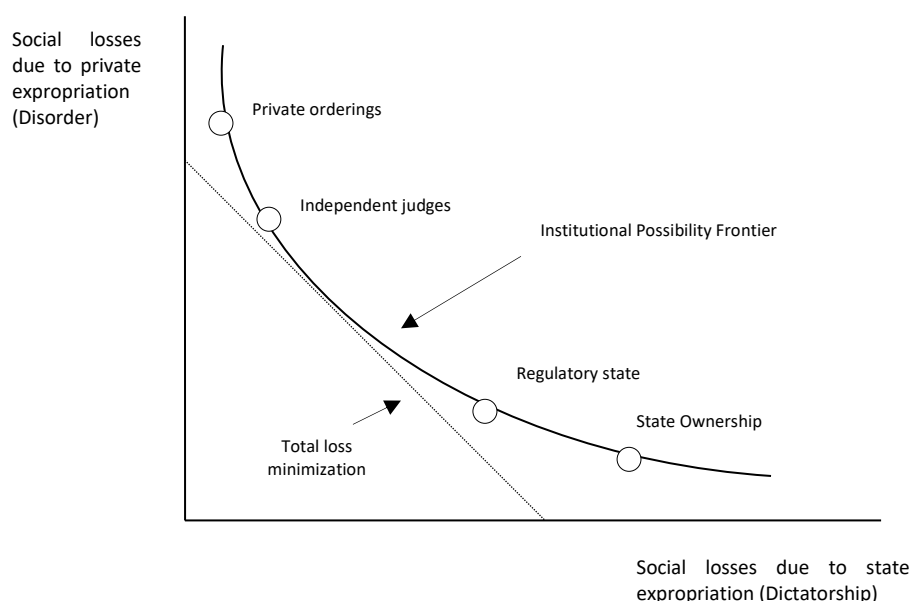 Social losses
due to private
expropriation
(Disorder)
Private orderings
Independent judges
Institutional Possibility Frontier
Regulatory state
State Ownership
Total loss
minimization
Social losses due to state
expropriation (Dictatorship)